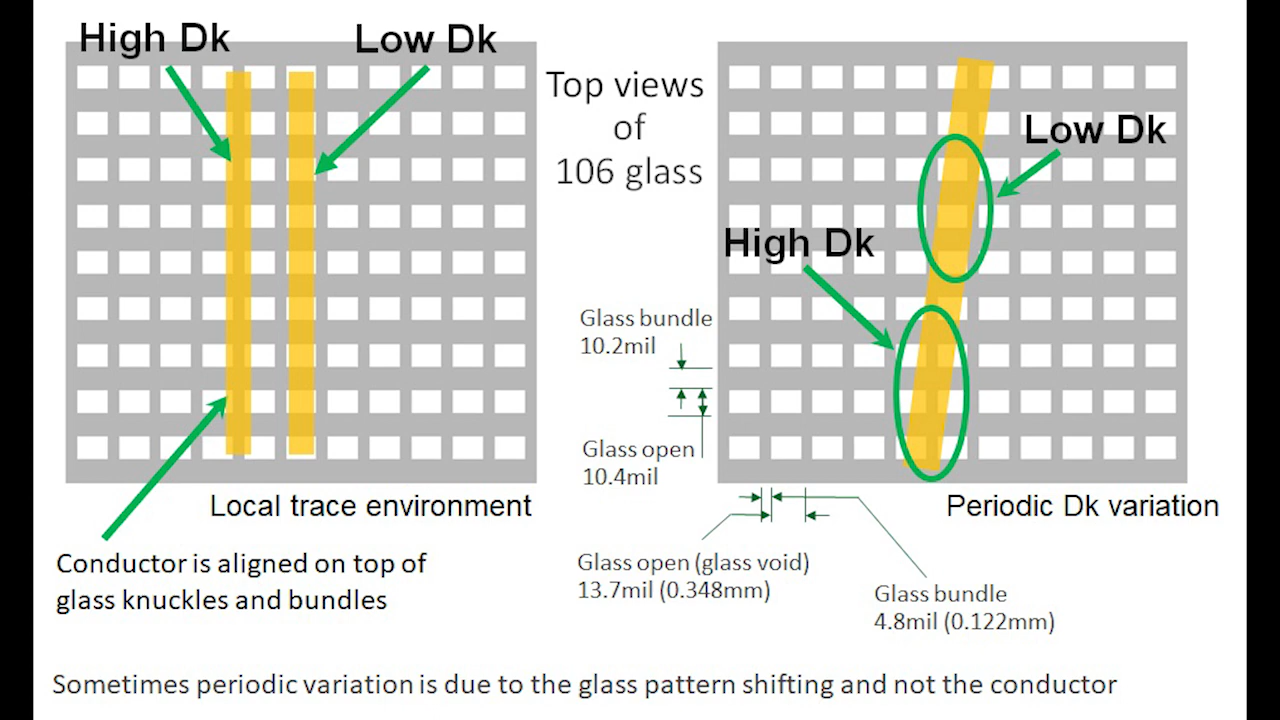 High Dk
Low Dk
Top views
of
106 glass
Low Dk
High Dk
Glass bundle
10.2mil
Glass open
10.4mil
Local trace environment
Periodic Dk variation
Conductor is aligned on top of
glass knuckles and bundles
Glass open (glass void)
13.7mil (0.348mm)
Glass bundle
4.8mil (0.122mm)
Sometimes periodic variation is due to the glass pattern shifting and not the conductor